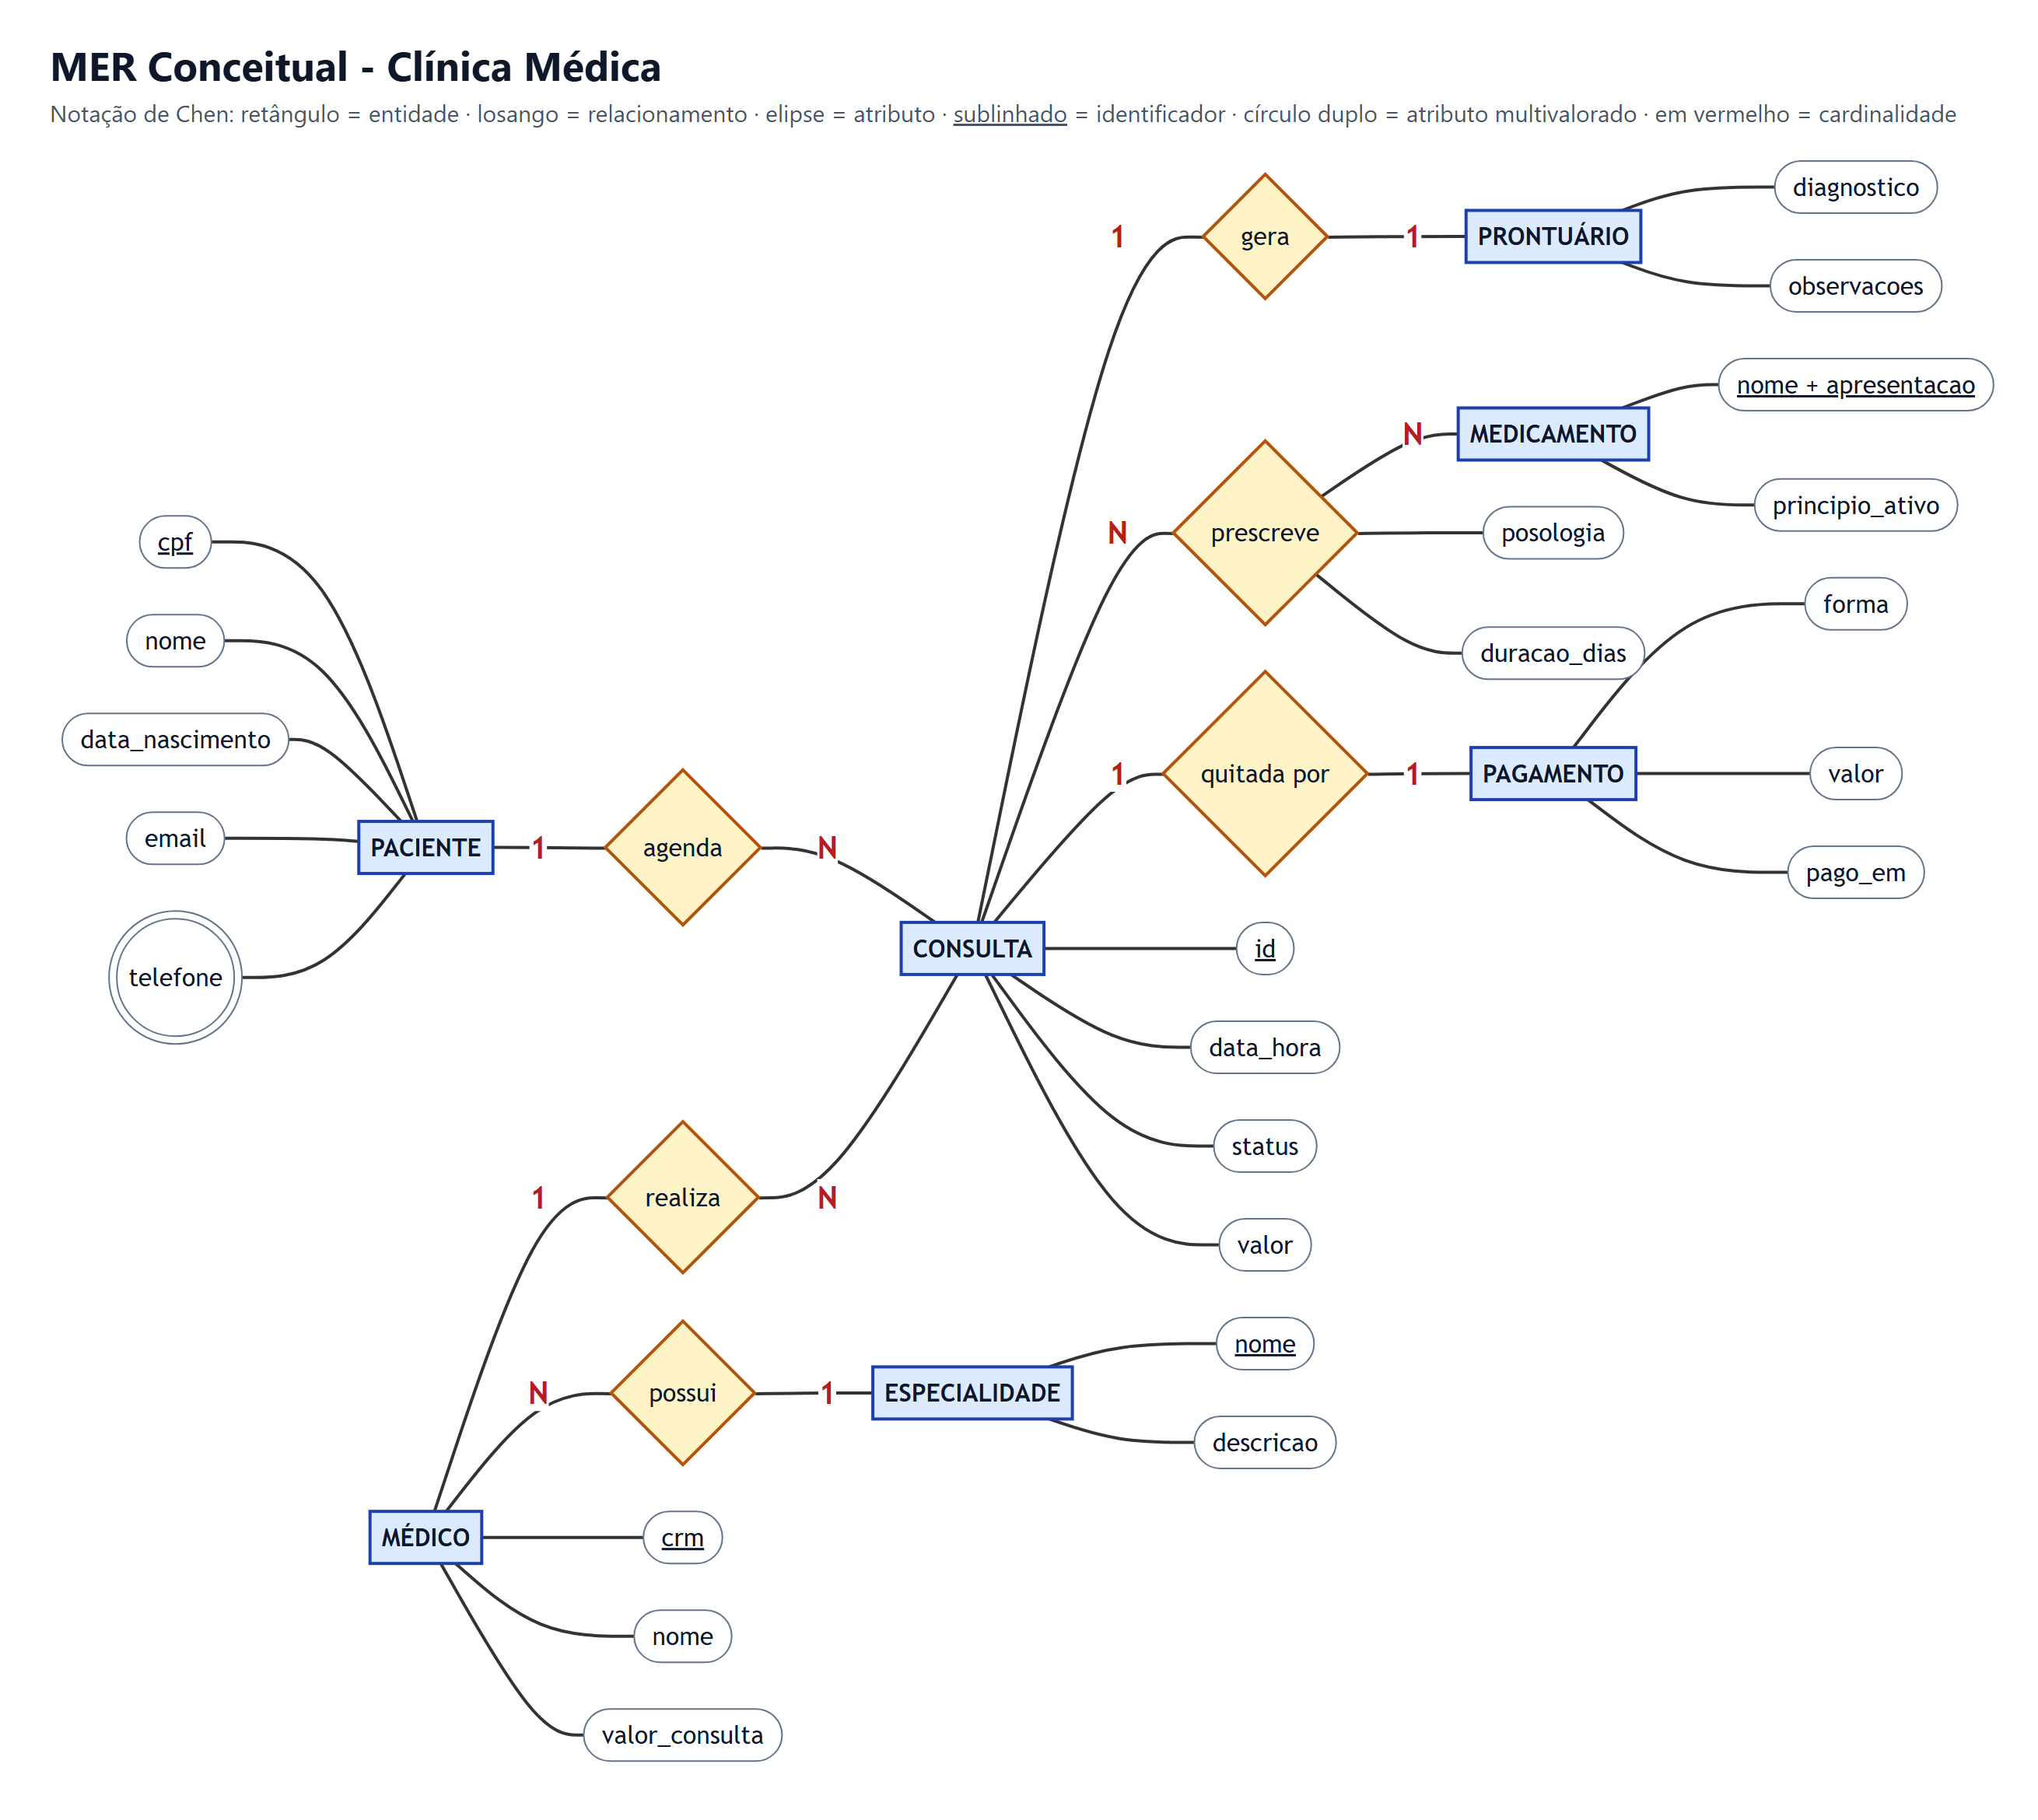 MER Conceitual - Clínica Médica
Notação de Chen: retângulo = entidade · losango = relacionamento · elipse = atributo · sublinhado = identificador · círculo duplo = atributo multivalorado · em vermelho = cardinalidade
diagnostico
1
gera
1
PRONTUÁRIO
observacoes
nome + apresentacao
N
MEDICAMENTO
principio_ativo
N
prescreve
posologia
cpf
forma
nome
duracao_dias
data_nascimento
1
quitada por
1
PAGAMENTO
valor
email
PACIENTE
1
agenda
N
pago_em
telefone
CONSULTA
id
data_hora
status
1
realiza
N
valor
nome
N
possui
1
ESPECIALIDADE
descricao
MÉDICO
crm
nome
valor_consulta